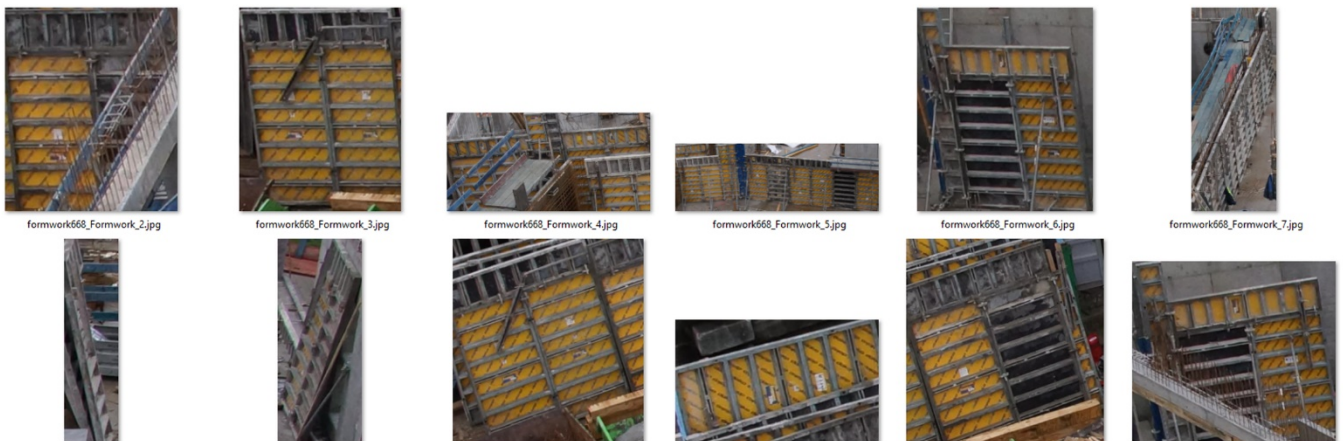 formwork668_Formwork_2.jpg
formwork668_Formwork_3.jpg
formwork668_Formwork_4.jpg
formwork668_Formwork_5.jpg
formwork668_Formwork_6.jpg
formwork668_Formwork_7.jpg